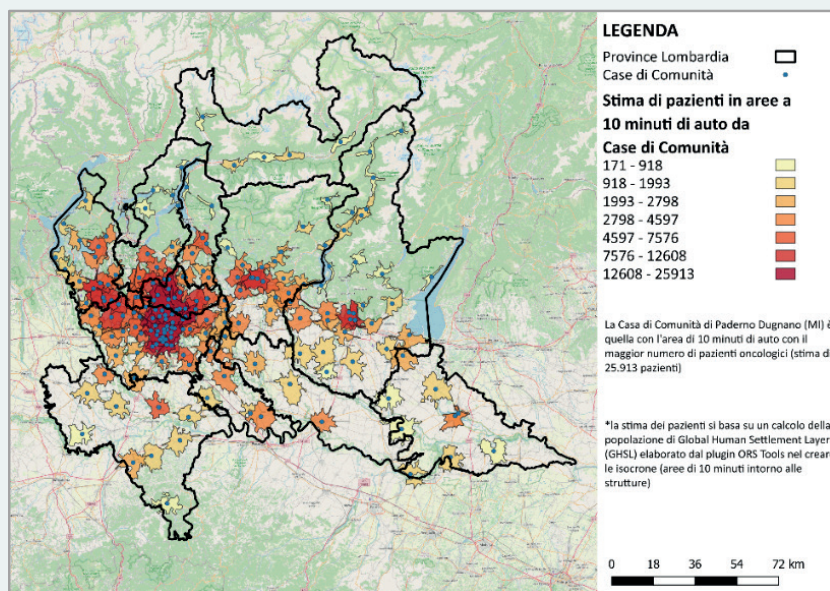 LEGENDA
Province Lombardia
Case di Comunità
Stima di pazienti in aree a
10 minuti di auto da
Case di Comunità
171 - 918
918 - 1993
1993 - 2798
2798 - 4597
4597 - 7576
7576 - 12608
12608 - 25913
La Casa di Comunità di Paderno Dugnano (MI) è
quella con l'area di 10 minuti di auto con il
maggior numero di pazienti oncologici (stima di
25.913 pazienti)
*la stima dei pazienti si basa su un calcolo della
popolazione di Global Human Settlement Layer
(GHSL) elaborato dal plugin ORS Tools nel creare
le isocrone (aree di 10 minuti intorno alle
strutture)
0 18 36 54 72 km